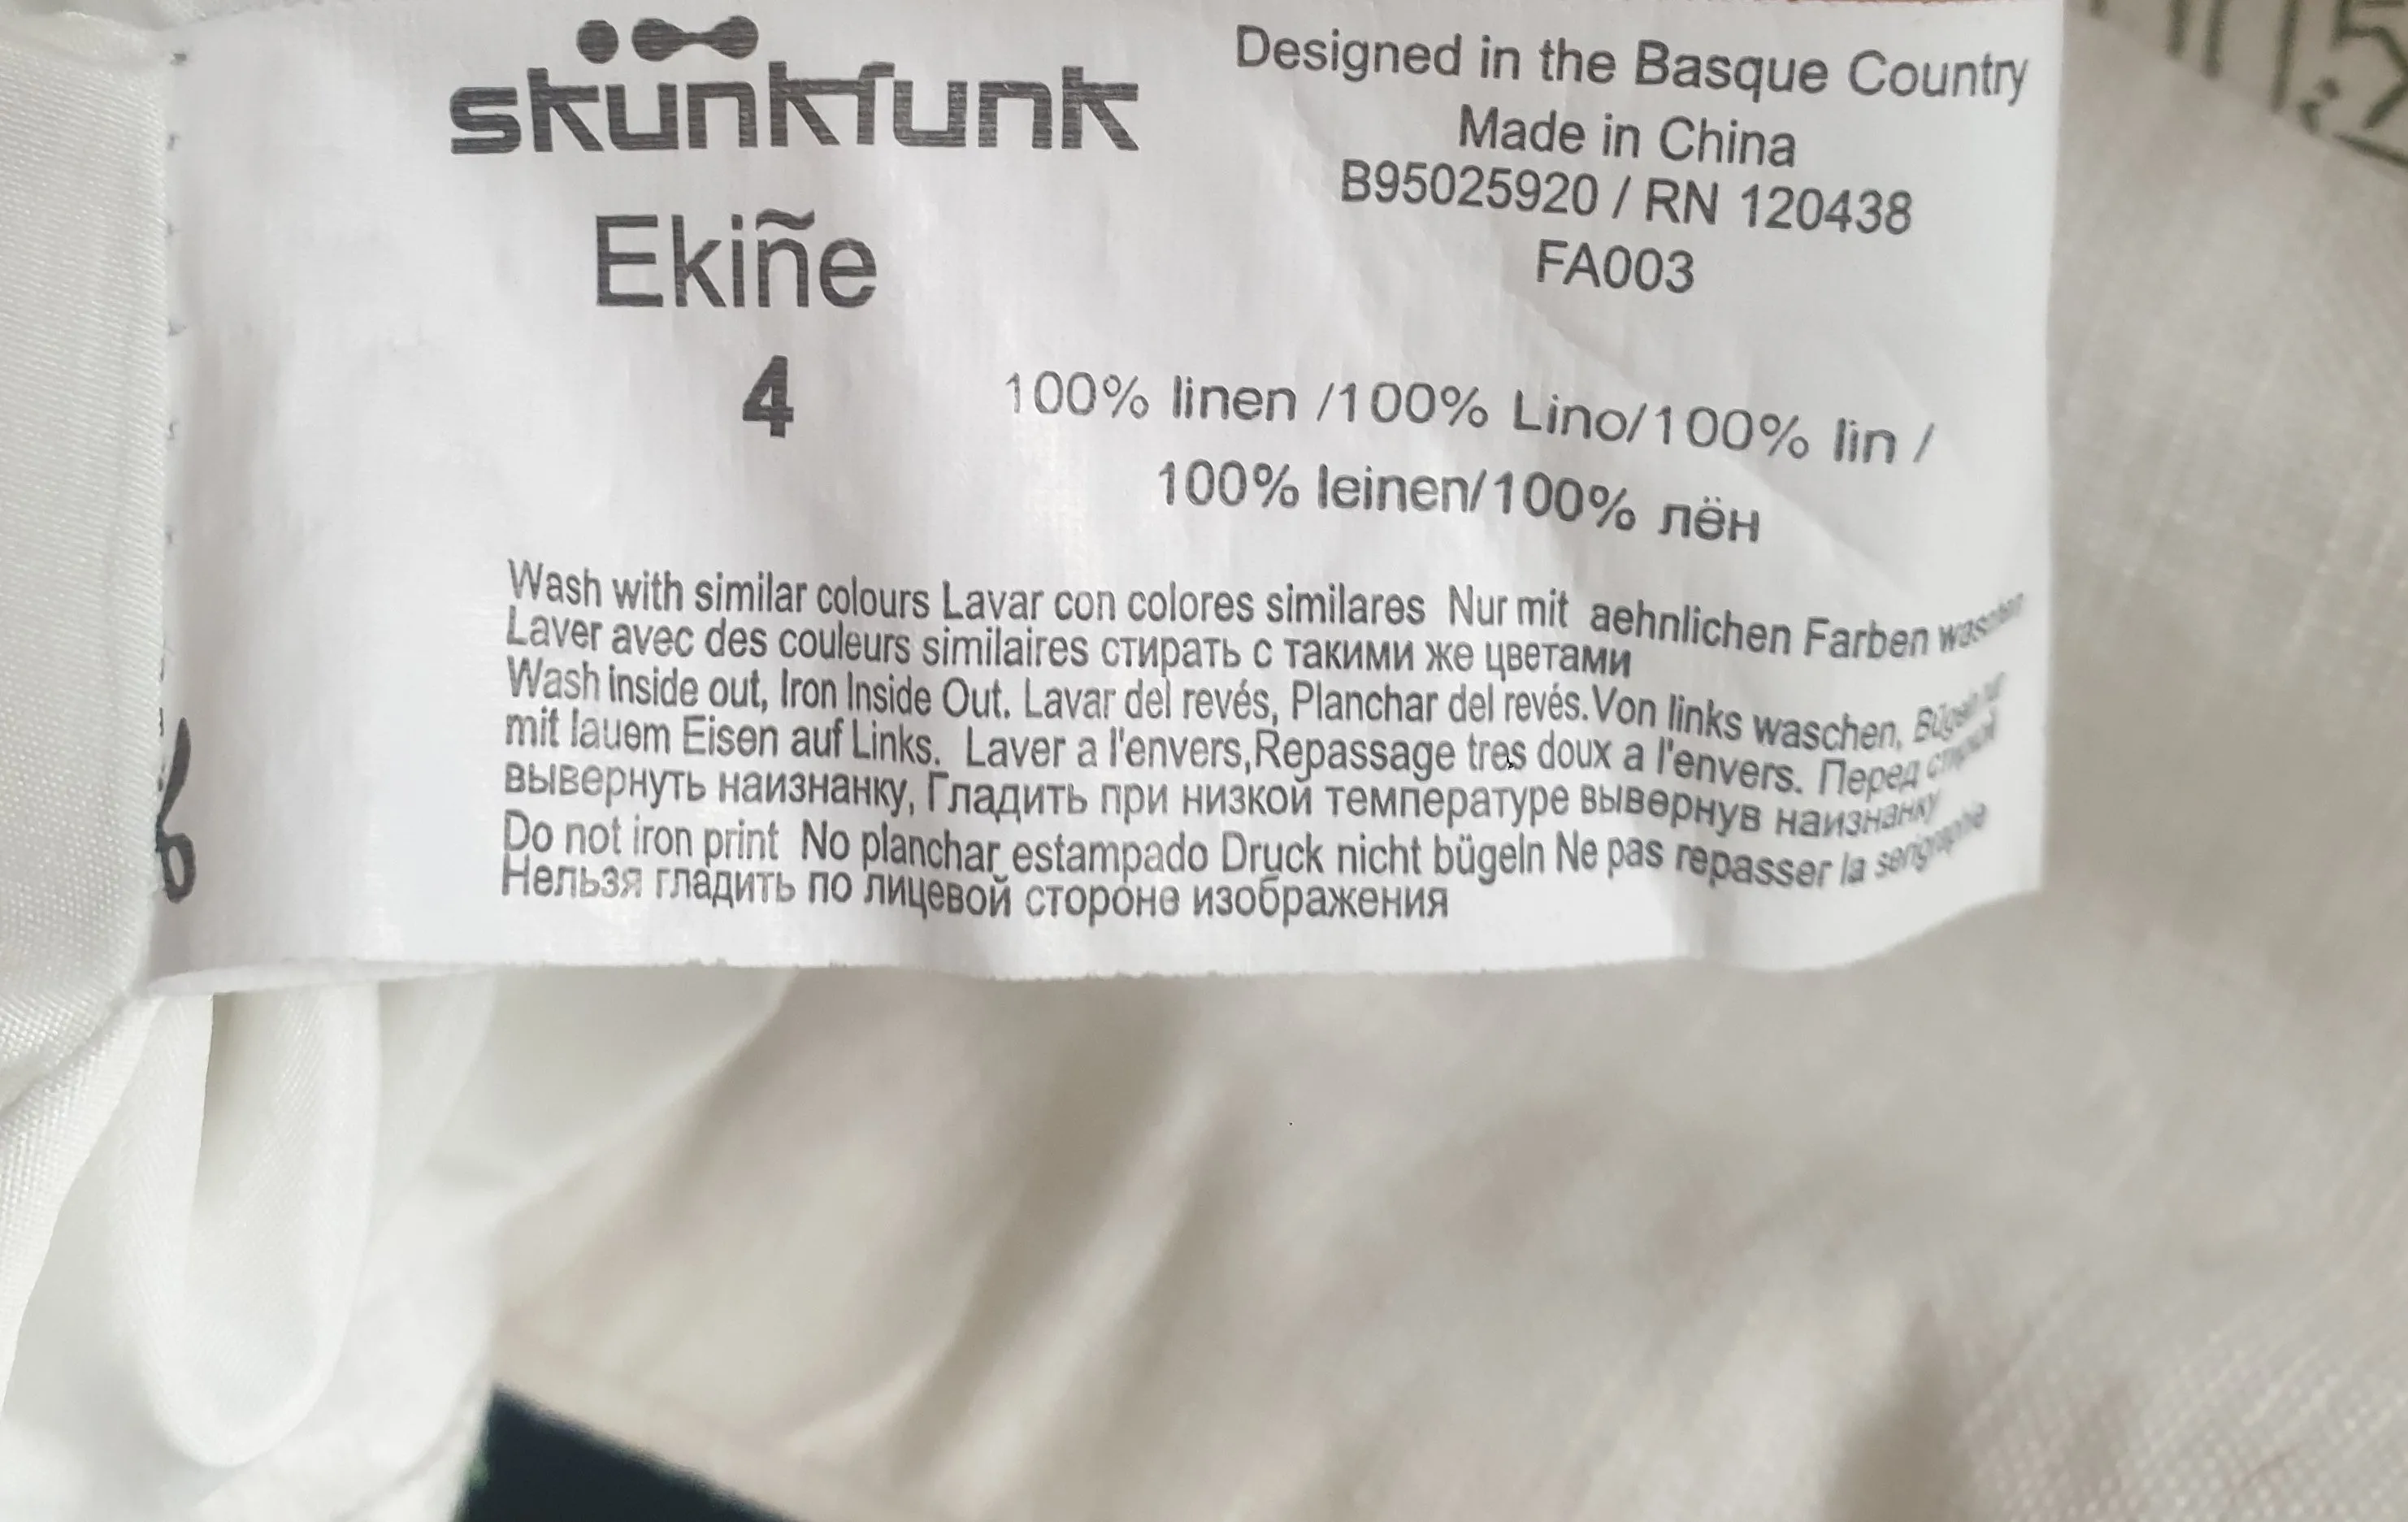 skunkfunk
Ekiñe
4
Designed in the Basque Country
Made in China
B95025920 / RN 120438
FA003
100% linen /100% Lino/100% lin /
100% leinen/100% лён
Wash with similar colours Lavar con colores similares Nur mit aehnlichen Farben waschen
Laver avec des couleurs similaires стирать с такими же цветами
Wash inside out, Iron Inside Out. Lavar del revés, Planchar del revés.Von links waschen, Bügeln nur
mit lauem Eisen auf Links. Laver a l'envers,Repassage tres doux a l'envers. Перед стиркой
вывернуть наизнанку, Гладить при низкой температуре вывернув наизнанку
Do not iron print No planchar estampado Druck nicht bügeln Ne pas repasser la serigraphie
Нельзя гладить по лицевой стороне изображения